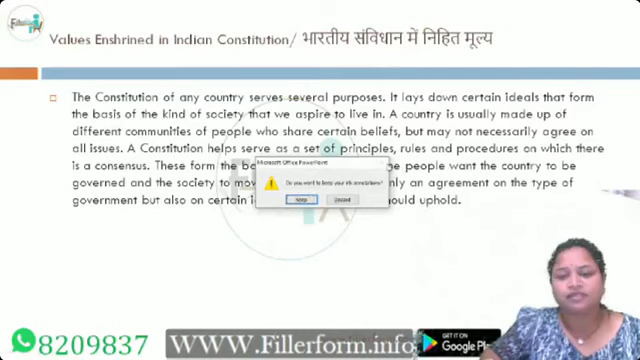 Fillerform
Values Enshrined in Indian Constitution/ भारतीय संविधान में निहित मूल्य
The Constitution of any country serves several purposes. It lays down certain ideals that form
the basis of the kind of society that we aspire to live in. A country is usually made up of
different communities of people who share certain beliefs, but may not necessarily agree on
all issues. A Constitution helps serve as a set of principles, rules and procedures on which there
is a consensus. These form the ba the people want the country to be
governed and the society to mov only an agreement on the type of
government but also on certain i should uphold.
Microsoft Office PowerPoint
Do you want to keep your ink annotations?
Keep Discard
8209837 WWW.Fillerform.info GET IT ON
Google Pla